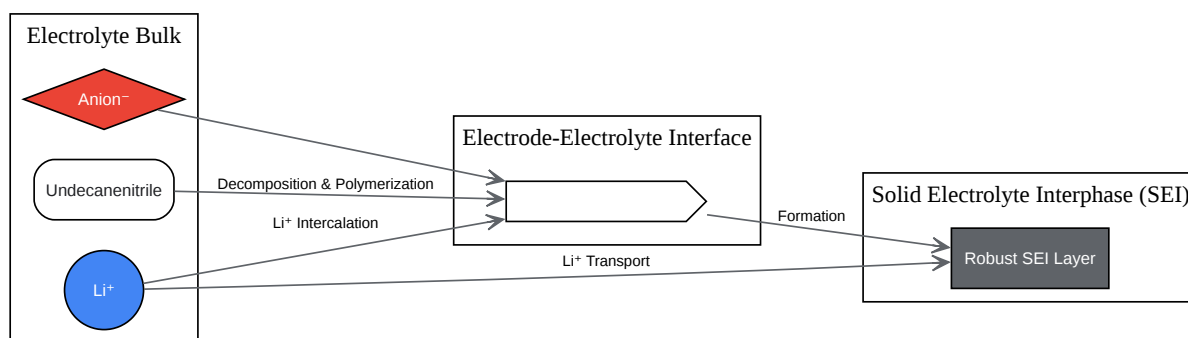 Electrolyte Bulk
Anion⁻
Undecanenitrile
Li⁺
Decomposition & Polymerization
Li⁺ Intercalation
Li⁺ Transport
Electrode-Electrolyte Interface
Formation
Solid Electrolyte Interphase (SEI)
Robust SEI Layer